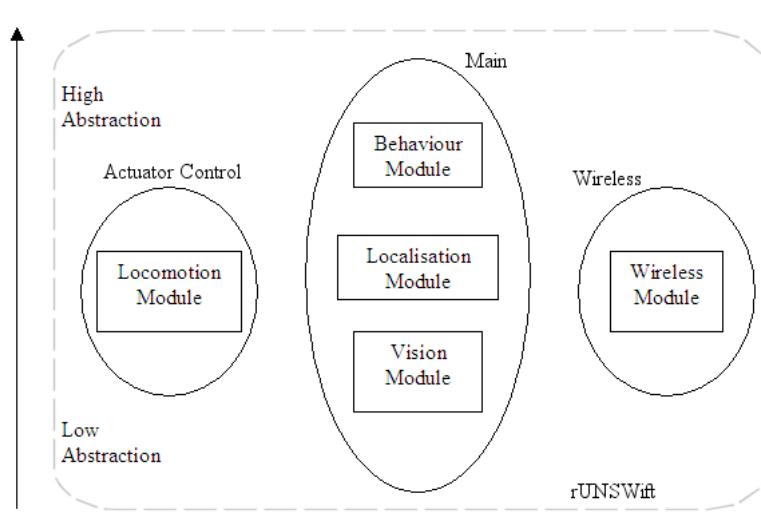 Main
High
Abstraction
Behaviour
Module
Actuator Control
Wireless
Localisation
Module
Locomotion
Module
Wireless
Module
Vision
Module
Low
Abstraction
rUNSWift